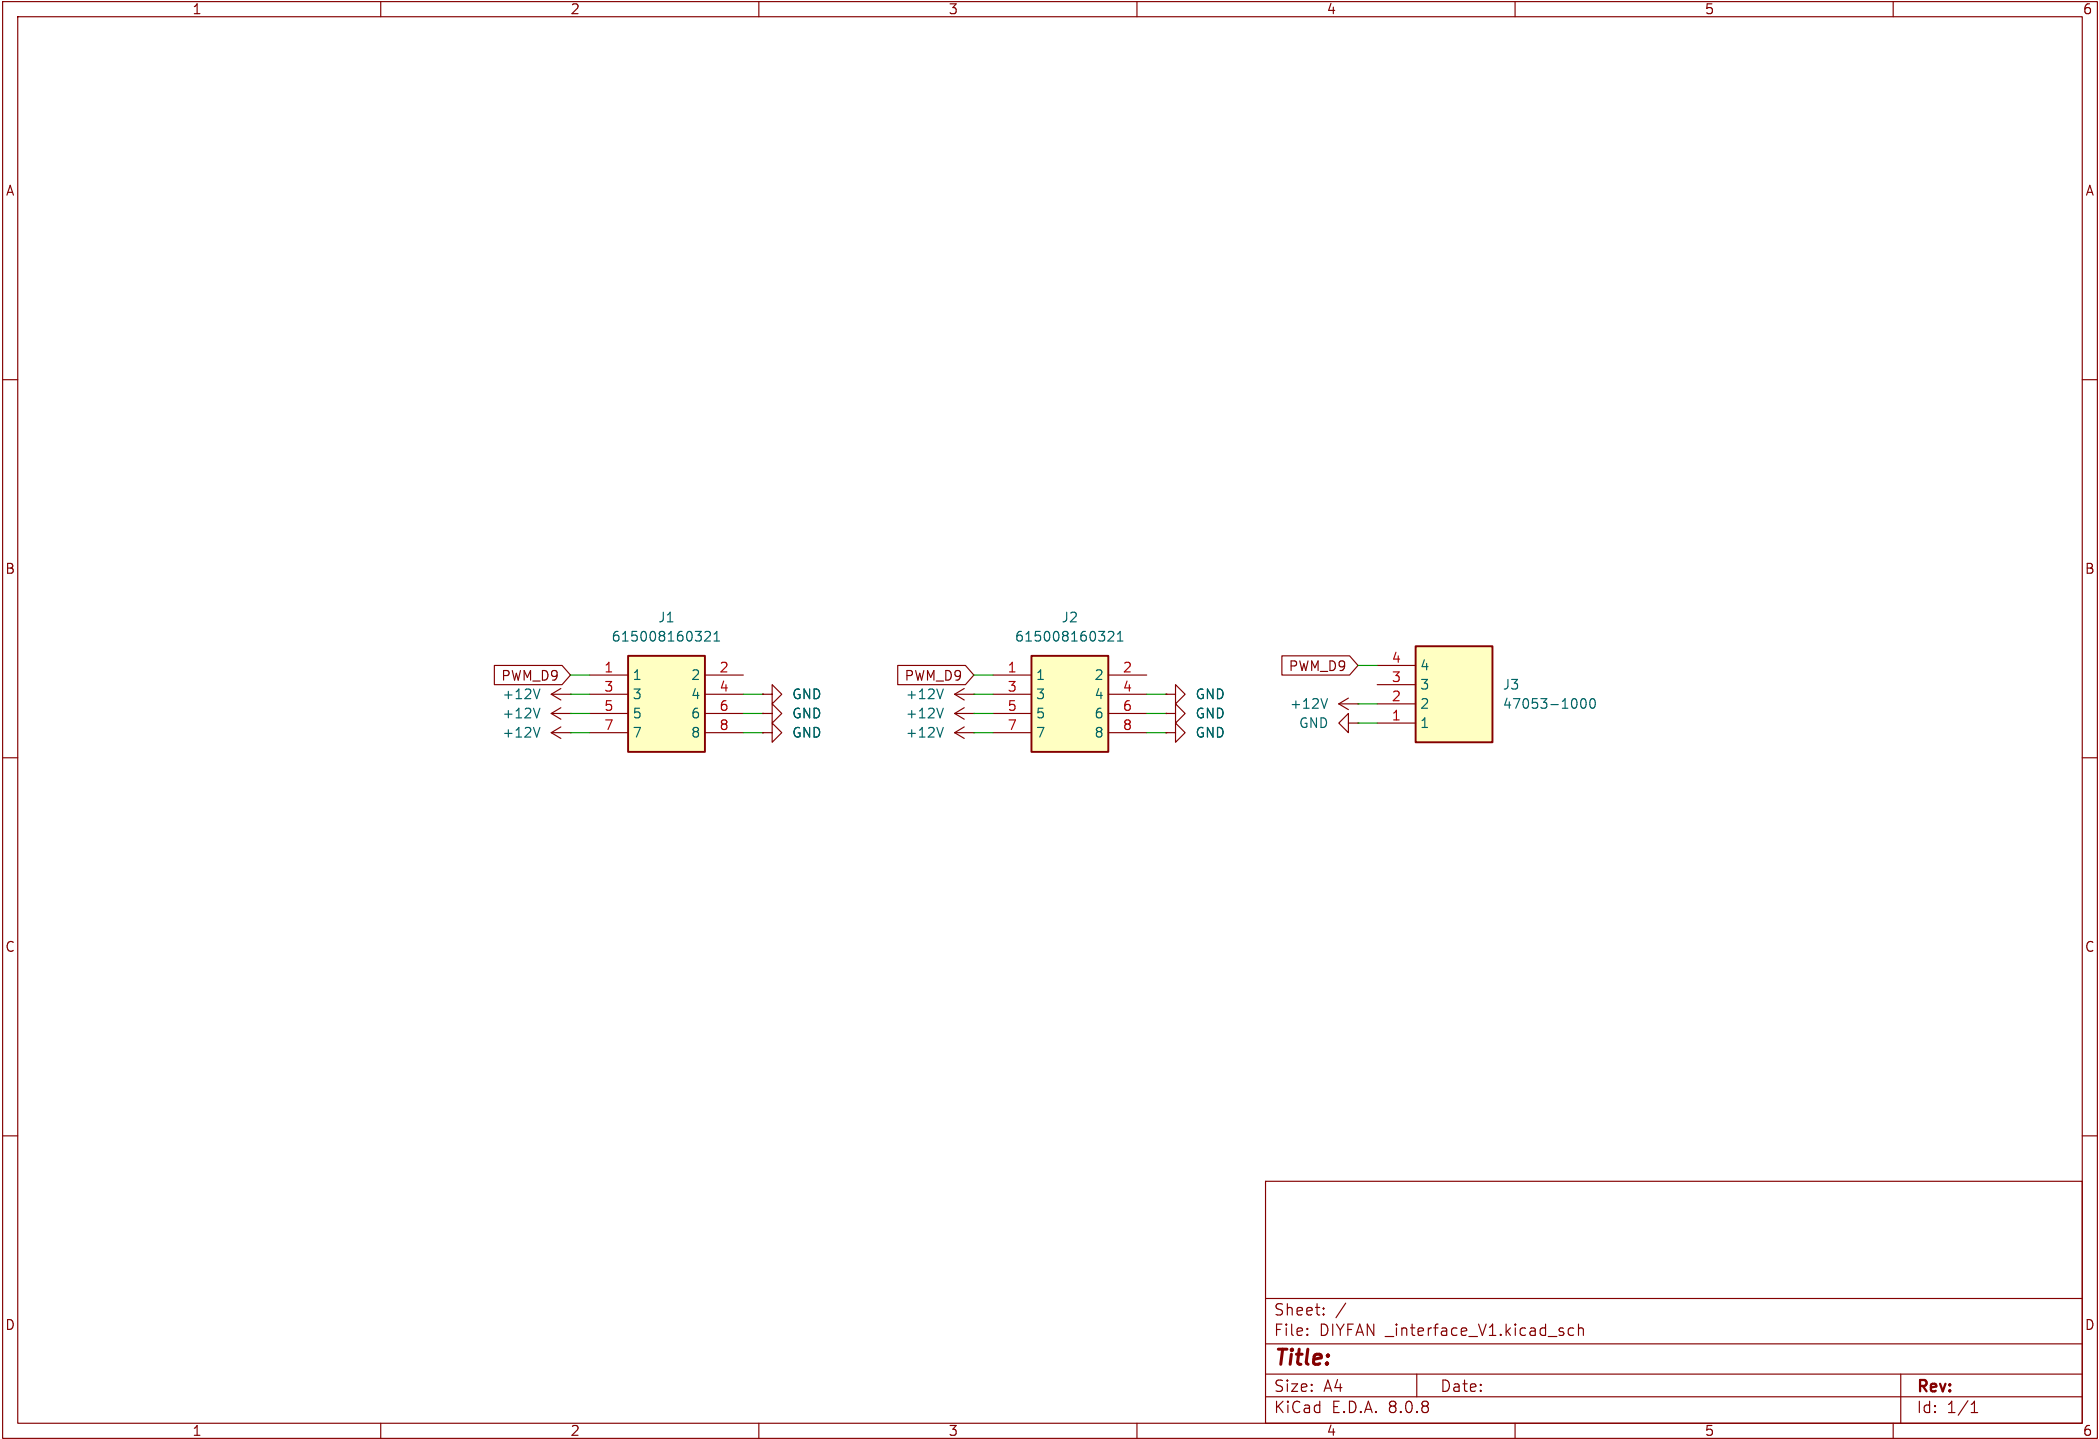 1 2 3 4 5 6
A A
B B
J1
615008160321
PWM_D9 1 1 2 2
+12V 3 3 4 4 GND
+12V 5 5 6 6 GND
+12V 7 7 8 8 GND
J2
615008160321
PWM_D9 1 1 2 2
+12V 3 3 4 4 GND
+12V 5 5 6 6 GND
+12V 7 7 8 8 GND
PWM_D9 4 4
3 3
+12V 2 2
GND 1 1
J3
47053-1000
C C
D D
Sheet: /
File: DIYFAN _interface_V1.kicad_sch
Title:
Size: A4 Date: Rev:
KiCad E.D.A. 8.0.8 Id: 1/1
1 2 3 4 5 6